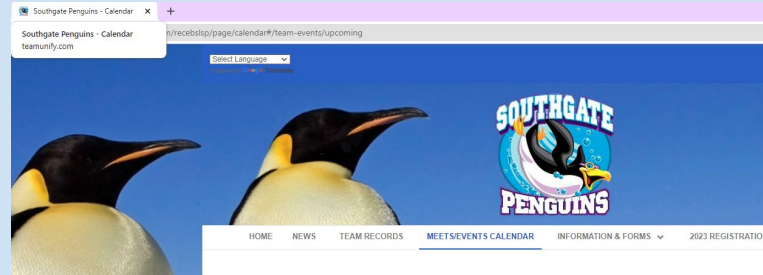 Southgate Penguins - Calendar × +
Southgate Penguins - Calendar
teamunify.com
/recebslsp/page/calendar#/team-events/upcoming
Select Language
SOUTHGATE
PENGUINS
HOME NEWS TEAM RECORDS MEETS/EVENTS CALENDAR INFORMATION & FORMS 2023 REGISTRATIO